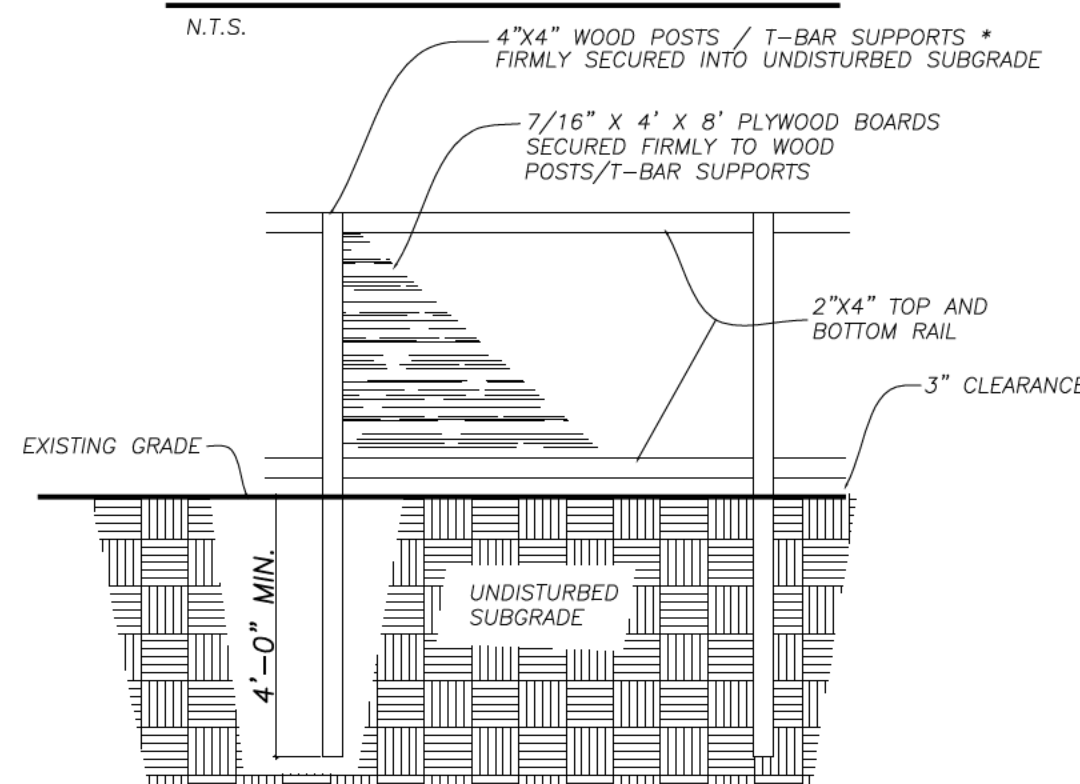 N.T.S.
4"X4" WOOD POSTS / T-BAR SUPPORTS *
FIRMLY SECURED INTO UNDISTURBED SUBGRADE
7/16" X 4' X 8' PLYWOOD BOARDS
SECURED FIRMLY TO WOOD
POSTS/T-BAR SUPPORTS
2"X4" TOP AND
BOTTOM RAIL
3" CLEARANCE
EXISTING GRADE
4'-0" MIN.
UNDISTURBED
SUBGRADE